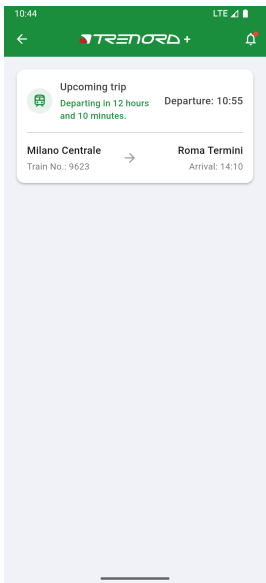 10:44
LTE
TRENORD +
Upcoming trip
Departing in 12 hours
and 10 minutes.
Departure: 10:55
Milano Centrale
Roma Termini
Train No.: 9623
Arrival: 14:10